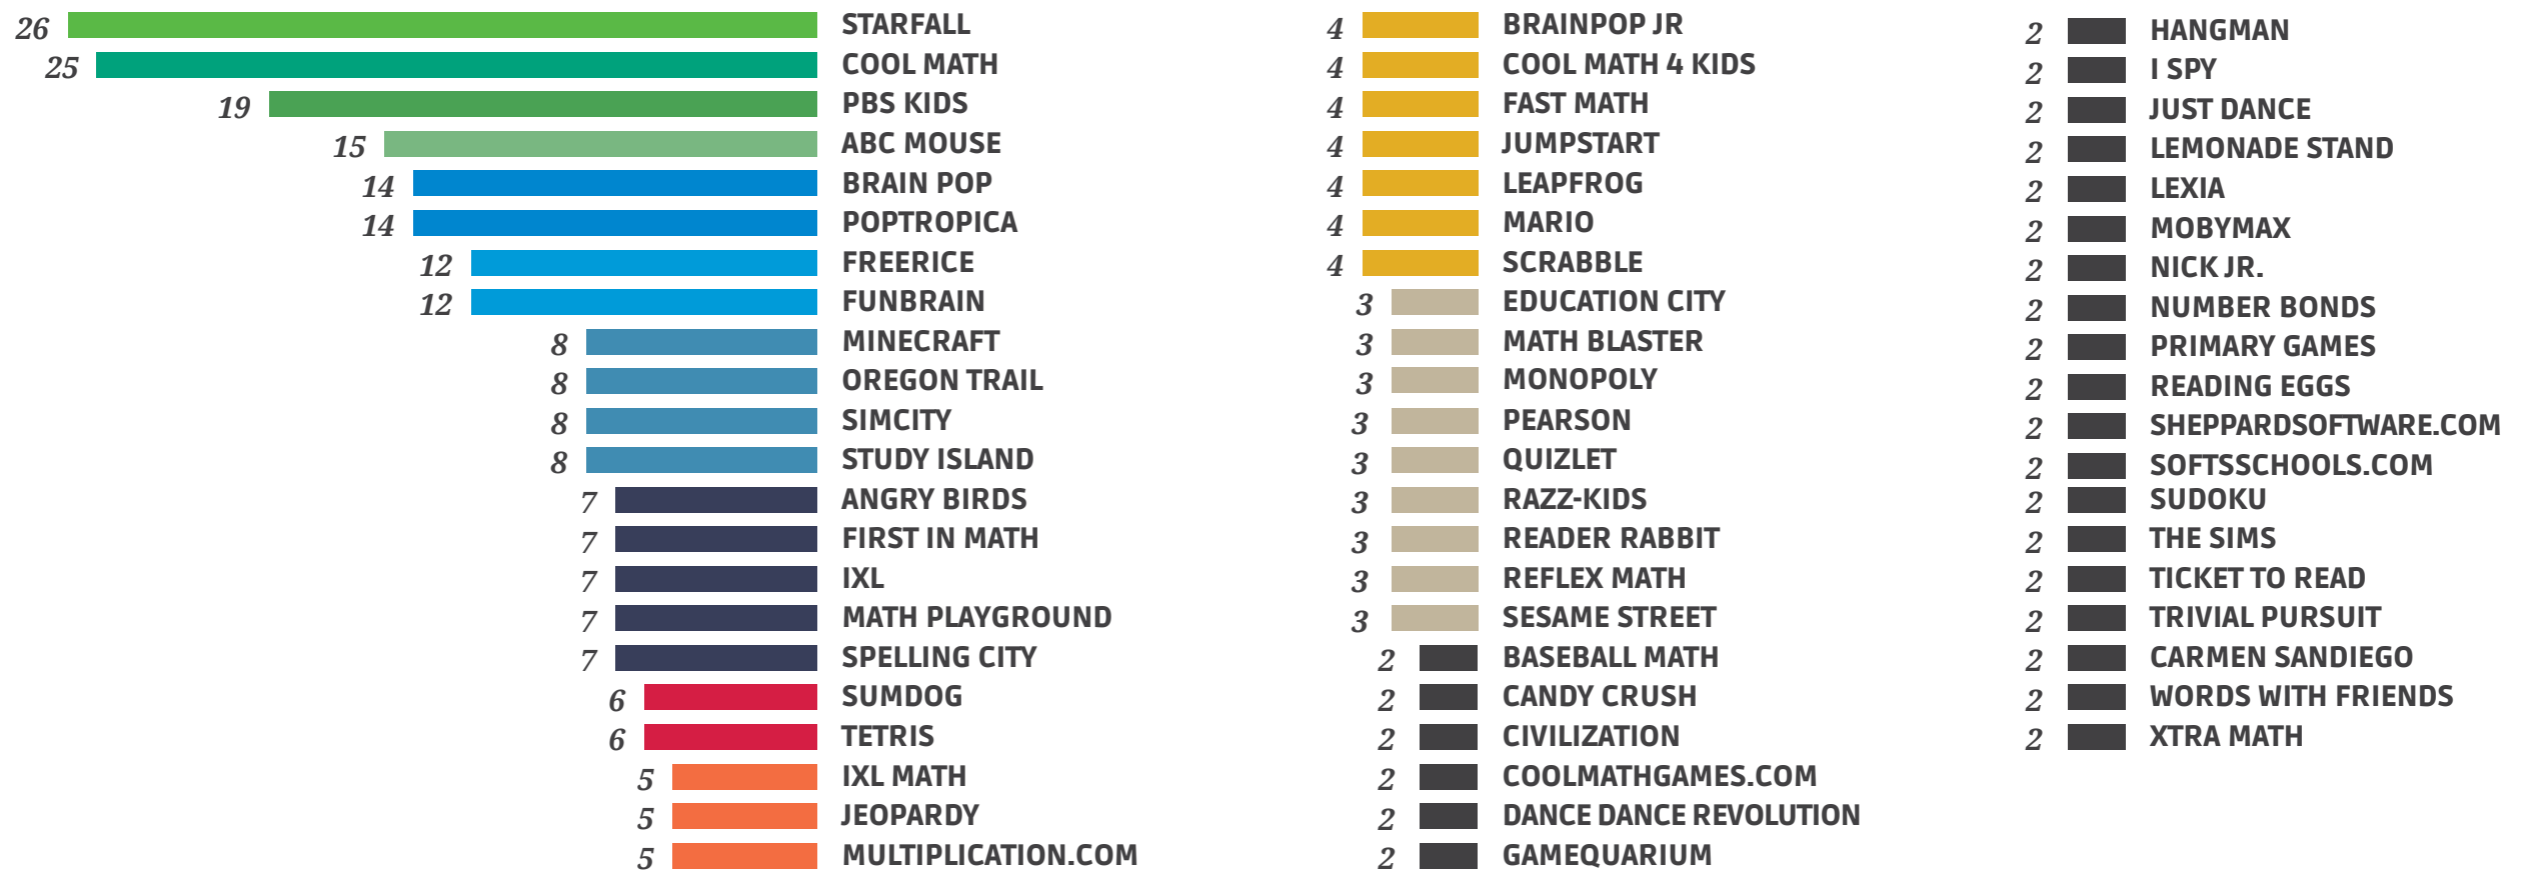 26 STARFALL
25 COOL MATH
19 PBS KIDS
15 ABC MOUSE
14 BRAIN POP
14 POPTROPICA
12 FREERICE
12 FUNBRAIN
8 MINECRAFT
8 OREGON TRAIL
8 SIMCITY
8 STUDY ISLAND
7 ANGRY BIRDS
7 FIRST IN MATH
7 IXL
7 MATH PLAYGROUND
7 SPELLING CITY
6 SUMDOG
6 TETRIS
5 IXL MATH
5 JEOPARDY
5 MULTIPLICATION.COM
4 BRAINPOP JR
4 COOL MATH 4 KIDS
4 FAST MATH
4 JUMPSTART
4 LEAPFROG
4 MARIO
4 SCRABBLE
3 EDUCATION CITY
3 MATH BLASTER
3 MONOPOLY
3 PEARSON
3 QUIZLET
3 RAZZ-KIDS
3 READER RABBIT
3 REFLEX MATH
3 SESAME STREET
2 BASEBALL MATH
2 CANDY CRUSH
2 CIVILIZATION
2 COOLMATHGAMES.COM
2 DANCE DANCE REVOLUTION
2 GAMEQUARIUM
2 HANGMAN
2 I SPY
2 JUST DANCE
2 LEMONADE STAND
2 LEXIA
2 MOBYMAX
2 NICK JR.
2 NUMBER BONDS
2 PRIMARY GAMES
2 READING EGGS
2 SHEPPARDSOFTWARE.COM
2 SOFTSSCHOOLS.COM
2 SUDOKU
2 THE SIMS
2 TICKET TO READ
2 TRIVIAL PURSUIT
2 CARMEN SANDIEGO
2 WORDS WITH FRIENDS
2 XTRA MATH